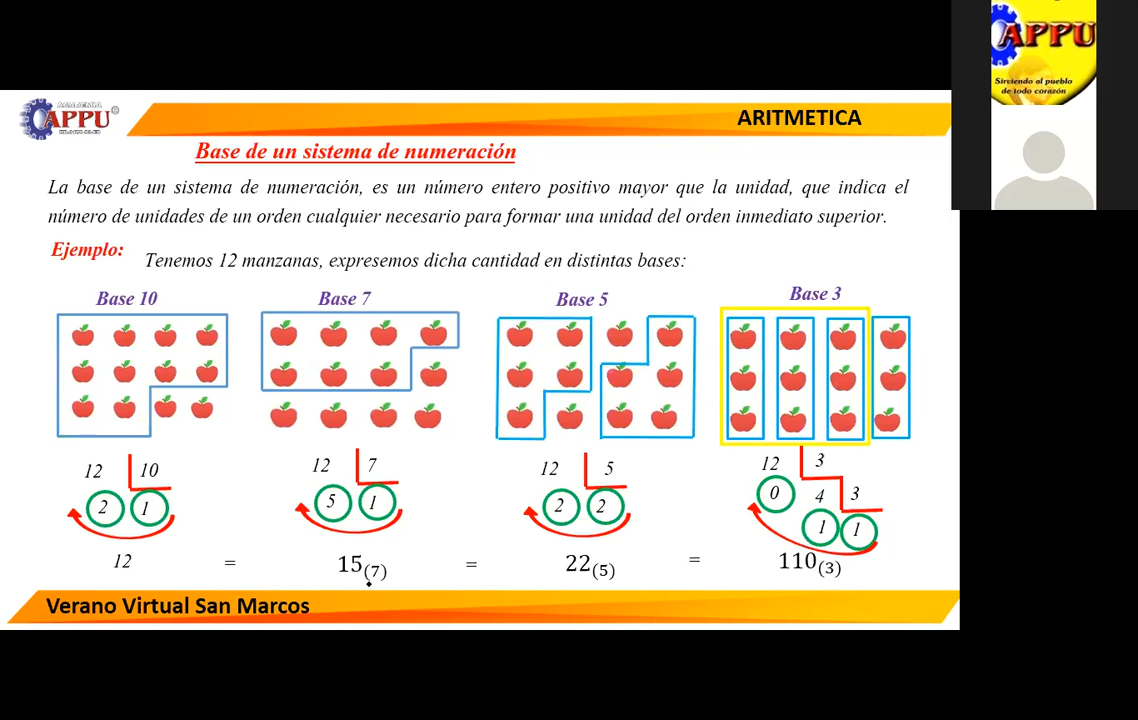 APPU
Sirviendo al pueblo
de todo corazón
ACADEMIA
APPU
ARITMETICA
Base de un sistema de numeración
La base de un sistema de numeración, es un número entero positivo mayor que la unidad, que indica el
número de unidades de un orden cualquier necesario para formar una unidad del orden inmediato superior.
Ejemplo: Tenemos 12 manzanas, expresemos dicha cantidad en distintas bases:
Base 10 Base 7 Base 5 Base 3
12 10 12 7 12 5 12 3
2 1 5 1 2 2 0 4 3
1 1
12 = 15(7) = 22(5) = 110(3)
Verano Virtual San Marcos